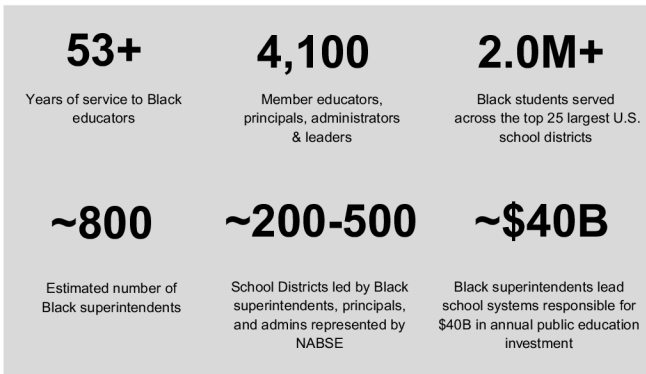 53+
Years of service to Black
educators
4,100
Member educators,
principals, administrators
& leaders
2.0M+
Black students served
across the top 25 largest U.S.
school districts
~800
Estimated number of
Black superintendents
~200-500
School Districts led by Black
superintendents, principals,
and admins represented by
NABSE
~$40B
Black superintendents lead
school systems responsible for
$40B in annual public education
investment